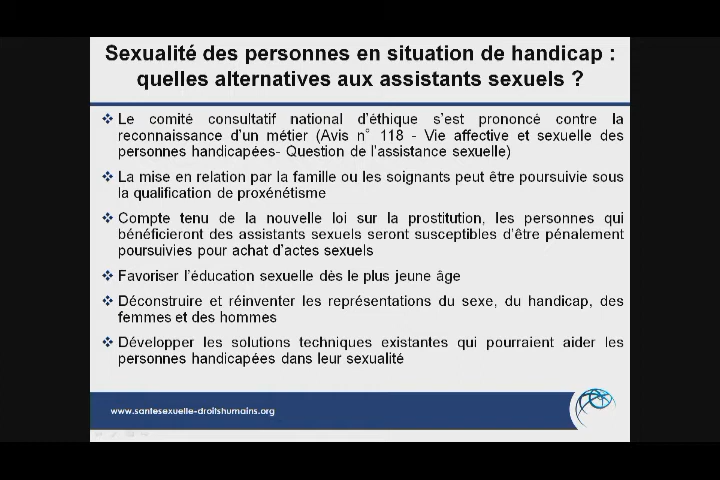 Sexualité des personnes en situation de handicap :
quelles alternatives aux assistants sexuels ?
Le comité consultatif national d'éthique s'est prononcé contre la
reconnaissance d'un métier (Avis n° 118 - Vie affective et sexuelle des
personnes handicapées- Question de l'assistance sexuelle)
La mise en relation par la famille ou les soignants peut être poursuivie sous
la qualification de proxénétisme
Compte tenu de la nouvelle loi sur la prostitution, les personnes qui
bénéficieront des assistants sexuels seront susceptibles d'être pénalement
poursuivies pour achat d'actes sexuels
Favoriser l'éducation sexuelle dès le plus jeune âge
Déconstruire et réinventer les représentations du sexe, du handicap, des
femmes et des hommes
Développer les solutions techniques existantes qui pourraient aider les
personnes handicapées dans leur sexualité
www.santesexuelle-droitshumains.org